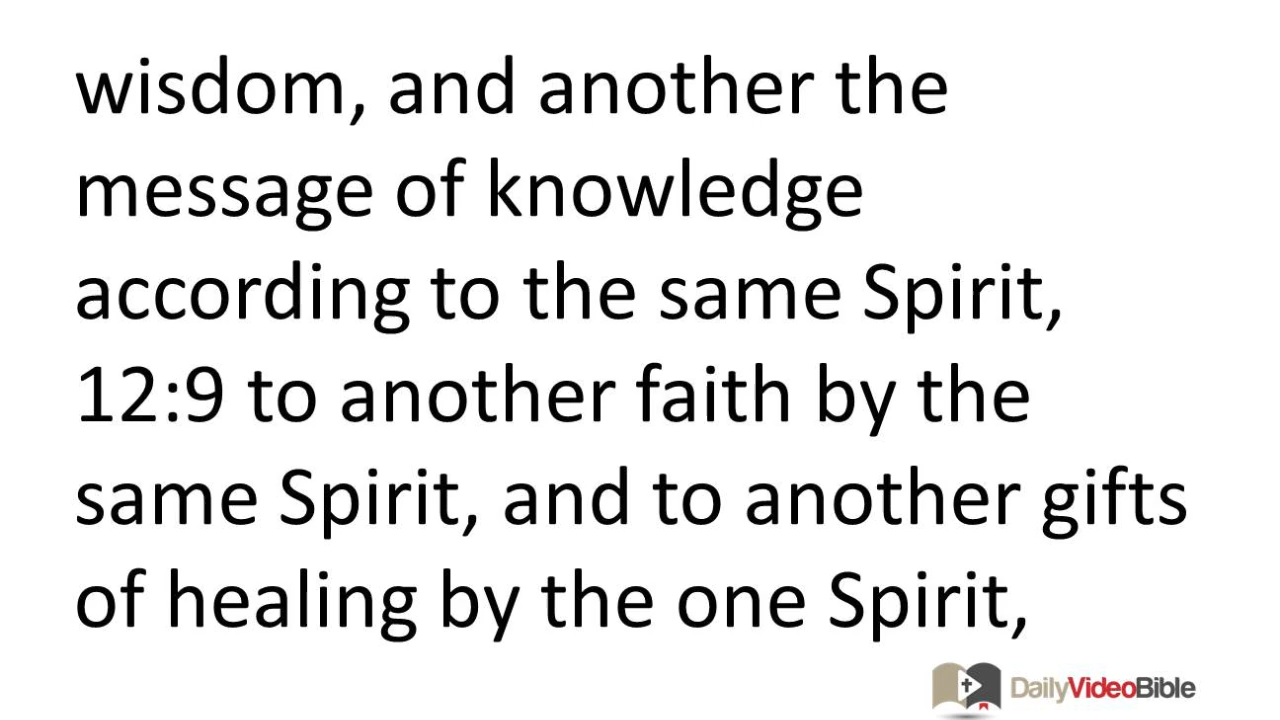 wisdom, and another the
message of knowledge
according to the same Spirit,
12:9 to another faith by the
same Spirit, and to another gifts
of healing by the one Spirit,
DailyVideoBible